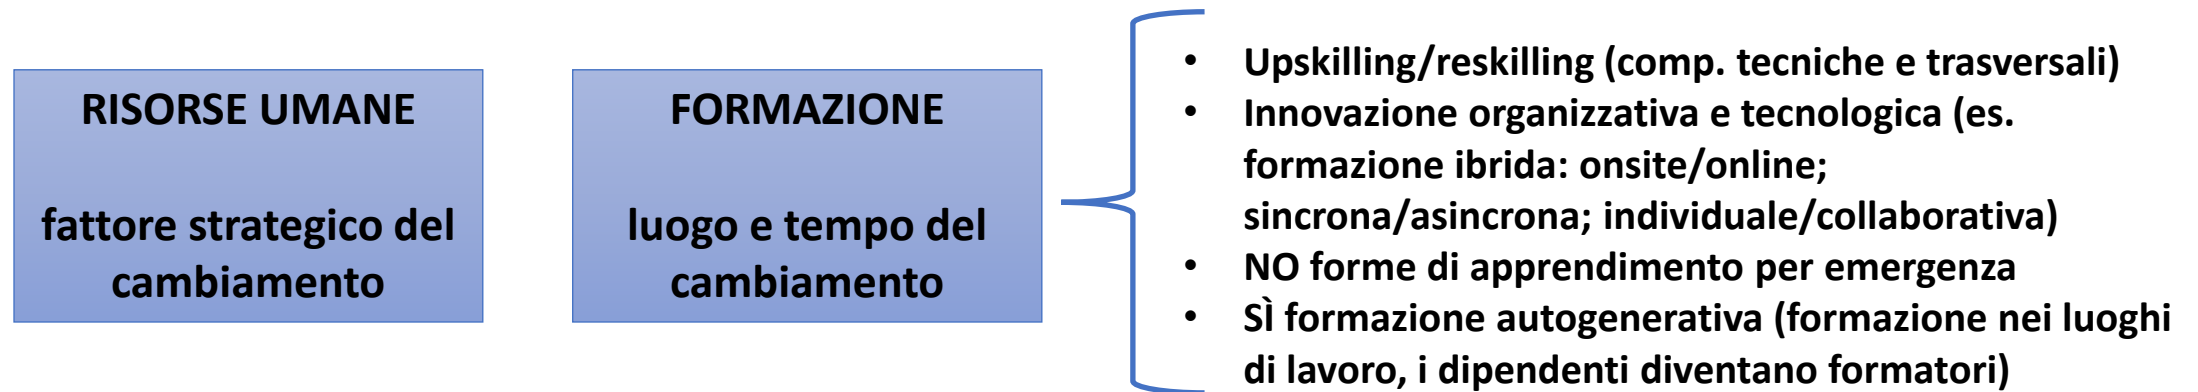 RISORSE UMANE
fattore strategico del
cambiamento
FORMAZIONE
luogo e tempo del
cambiamento
• Upskilling/reskilling (comp. tecniche e trasversali)
• Innovazione organizzativa e tecnologica (es.
formazione ibrida: onsite/online;
sincrona/asincrona; individuale/collaborativa)
• NO forme di apprendimento per emergenza
• SÌ formazione autogenerativa (formazione nei luoghi
di lavoro, i dipendenti diventano formatori)